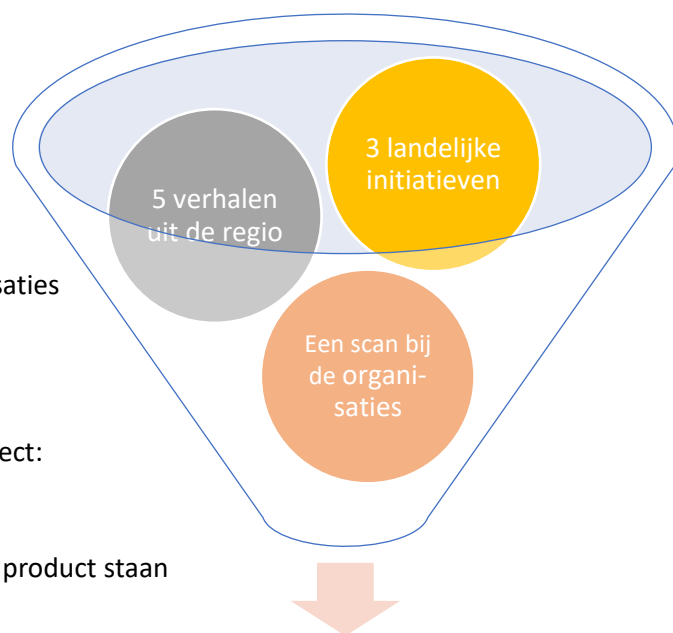 3 landelijke
initiatieven
5 verhalen
uit de regio
saties
Een scan bij
de organi-
saties
ect:
product staan